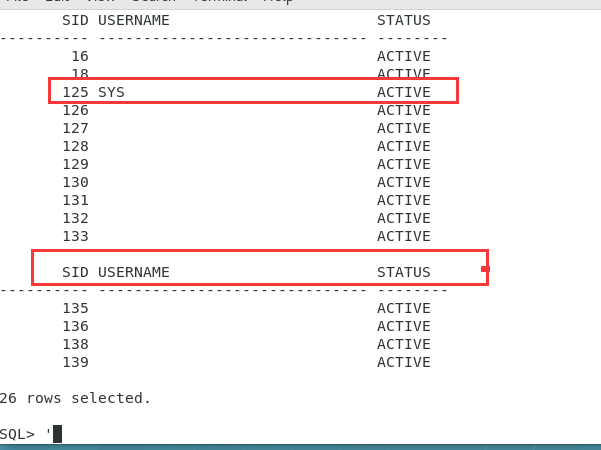 File Edit View Search Terminal Help
SID USERNAME STATUS
---------- ------------------------------ --------
16 ACTIVE
18 ACTIVE
125 SYS ACTIVE
126 ACTIVE
127 ACTIVE
128 ACTIVE
129 ACTIVE
130 ACTIVE
131 ACTIVE
132 ACTIVE
133 ACTIVE
SID USERNAME STATUS
---------- ------------------------------ --------
135 ACTIVE
136 ACTIVE
138 ACTIVE
139 ACTIVE
26 rows selected.
SQL> '